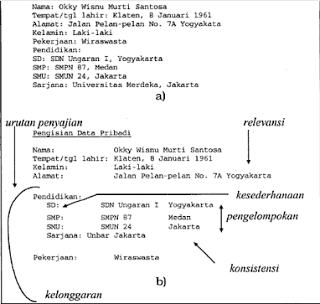 Nama: Okky Wisnu Murti Santosa
Tempat/tgl lahir: Klaten, 8 Januari 1961
Alamat: Jalan Pelan-pelan No. 7A Yogyakata
Kelamin: Laki-laki
Pekerjaan: Wiraswasta
Pendidikan:
SD: SDN Ungaran I, Yogyakarta
SMP: SMPN 87, Medan
SMU: SMUN 24, Jakarta
Sarjana: Universitas Merdeka, Jakarta
a)
urutan penyajian
relevansi
Pengisian Data Pribadi
Nama: Okky Wisnu Murti Santosa
Tempat/tgl lahir: Klaten, 8 Januari 1961
Kelamin: Laki-laki
Alamat: Jalan Pelan-pelan No. 7A Yogyakarta
kesederhanaan
Pendidikan:
SD: SDN Ungaran I Yogyakarta
pengelompokan
SMP: SMPN 87 Medan
SMU: SMUN 24 Jakarta
Sarjana: Unbar Jakarta
konsistensi
Pekerjaan: Wiraswasta
b)
kelonggaran